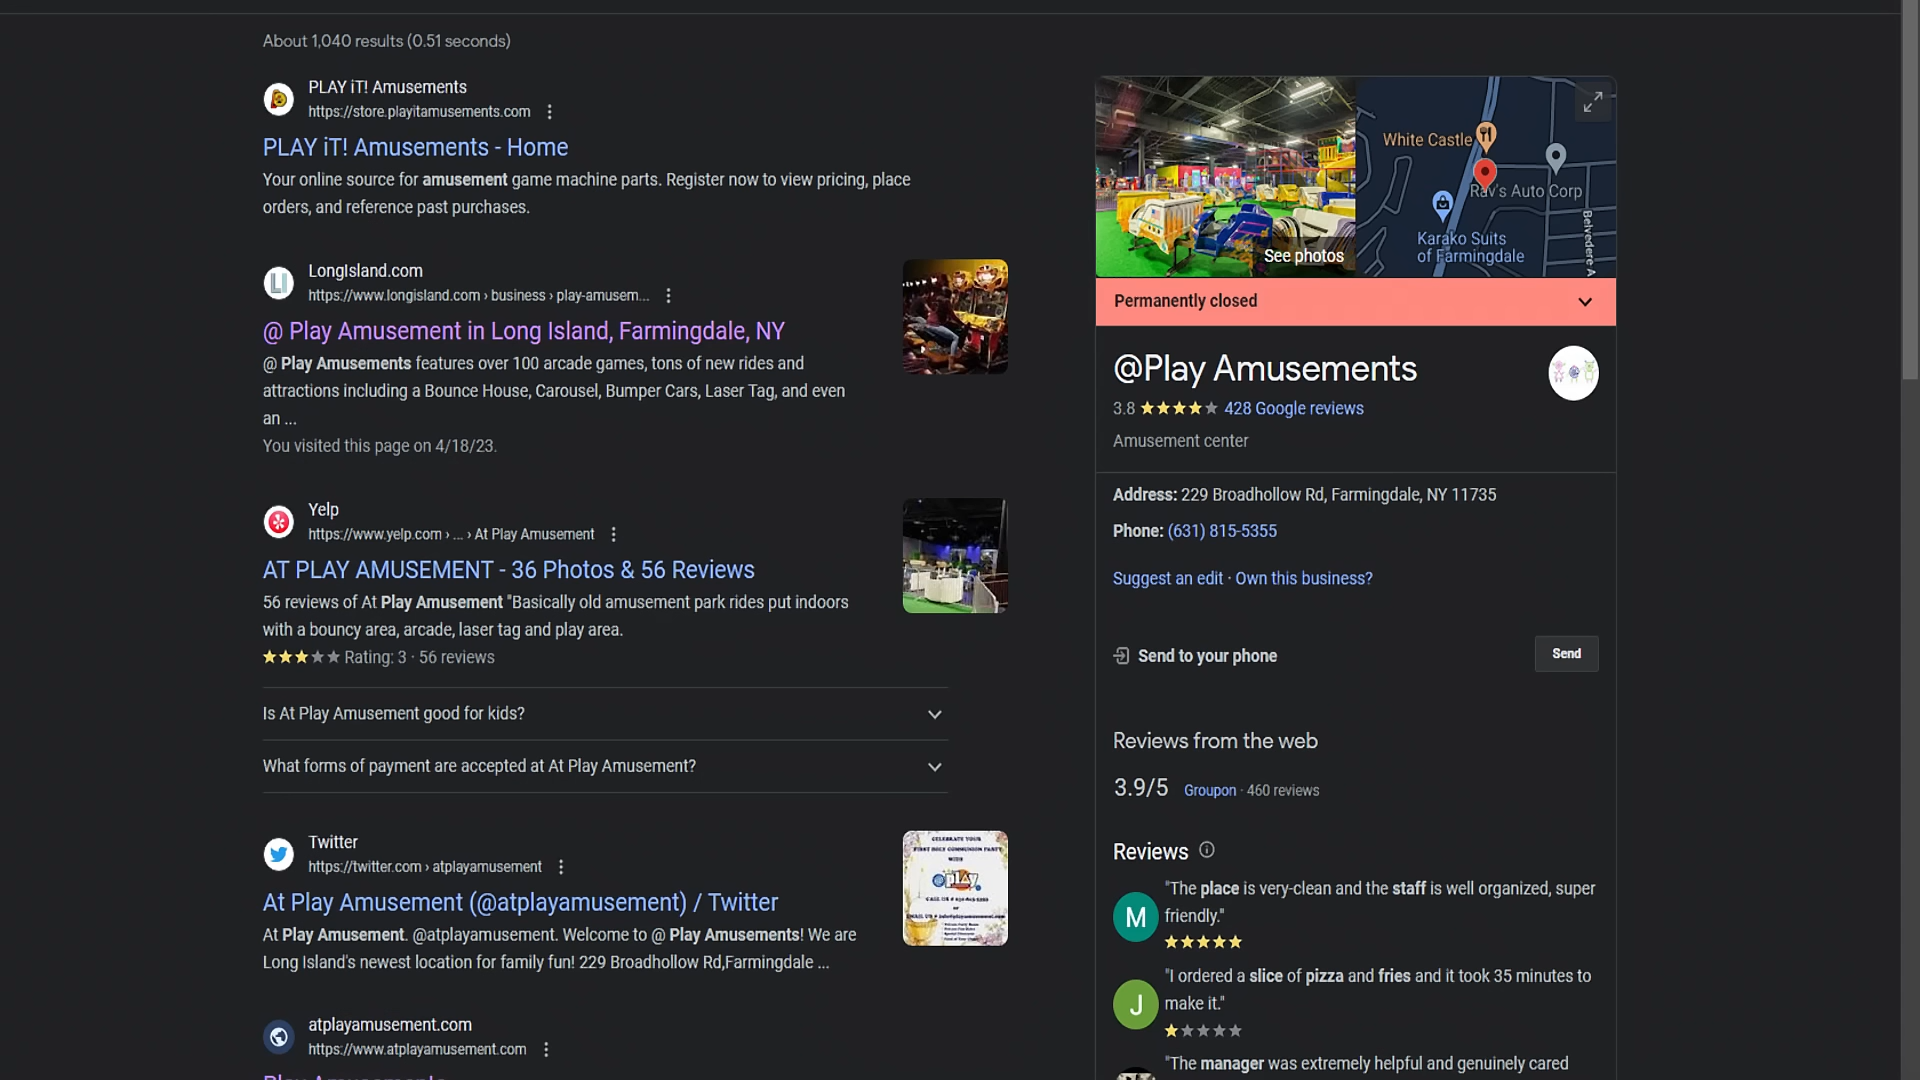 About 1,040 results (0.51 seconds)
PLAY iT! Amusements
https://store.playitamusements.com
PLAY iT! Amusements - Home
Your online source for amusement game machine parts. Register now to view pricing, place
orders, and reference past purchases.
LongIsland.com
https://www.longisland.com › business › play-amusem...
@ Play Amusement in Long Island, Farmingdale, NY
@ Play Amusements features over 100 arcade games, tons of new rides and
attractions including a Bounce House, Carousel, Bumper Cars, Laser Tag, and even
an ...
You visited this page on 4/18/23.
Yelp
https://www.yelp.com › ... › At Play Amusement
AT PLAY AMUSEMENT - 36 Photos & 56 Reviews
56 reviews of At Play Amusement "Basically old amusement park rides put indoors
with a bouncy area, arcade, laser tag and play area.
Rating: 3 · 56 reviews
Is At Play Amusement good for kids?
What forms of payment are accepted at At Play Amusement?
Twitter
https://twitter.com › atplayamusement
At Play Amusement (@atplayamusement) / Twitter
At Play Amusement. @atplayamusement. Welcome to @ Play Amusements! We are
Long Island's newest location for family fun! 229 Broadhollow Rd,Farmingdale ...
CELEBRATE YOUR
FIRST HOLY COMMUNION PARTY
WITH
@PLAY
atplayamusement.com
https://www.atplayamusement.com
See photos
White Castle
Rav's Auto Corp
Karako Suits
of Farmingdale
Belvedere A
Permanently closed
@Play Amusements
3.8 428 Google reviews
Amusement center
Address: 229 Broadhollow Rd, Farmingdale, NY 11735
Phone: (631) 815-5355
Suggest an edit · Own this business?
Send to your phone
Send
Reviews from the web
3.9/5 Groupon · 460 reviews
Reviews
M
"The place is very-clean and the staff is well organized, super
friendly."
J
"I ordered a slice of pizza and fries and it took 35 minutes to
make it."
"The manager was extremely helpful and genuinely cared